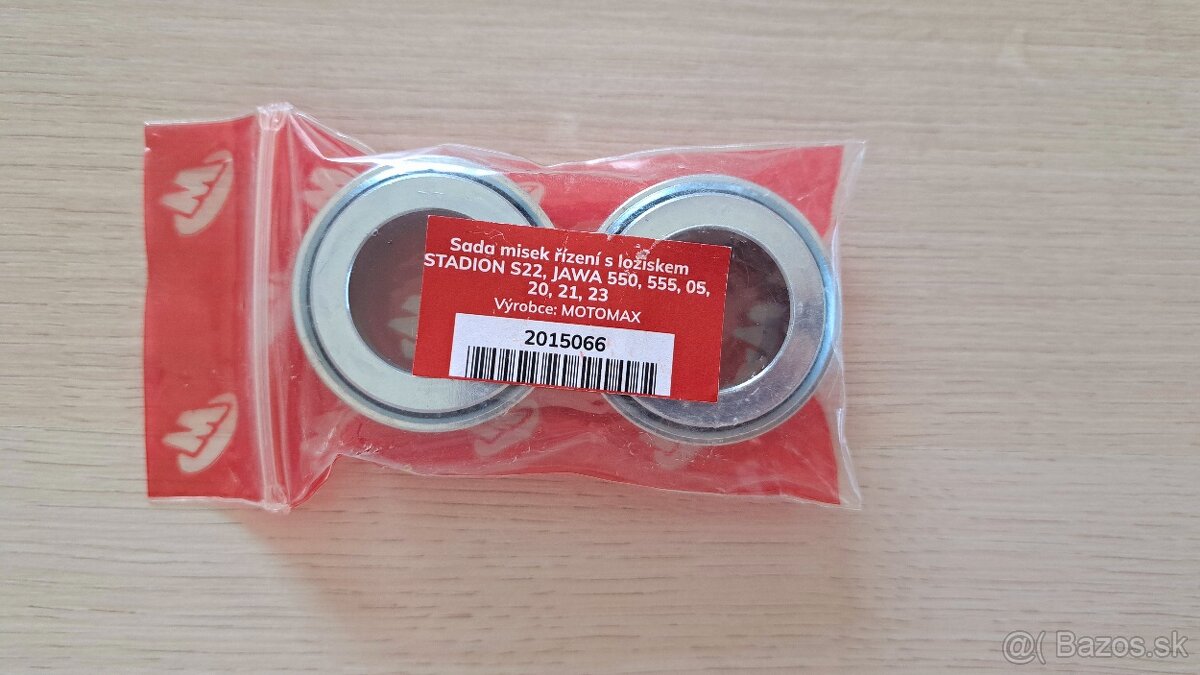 Sada misek řízení s ložiskem
STADION S22, JAWA 550, 555, 05,
20, 21, 23
Výrobce: MOTOMAX
2015066
@( Bazos.sk